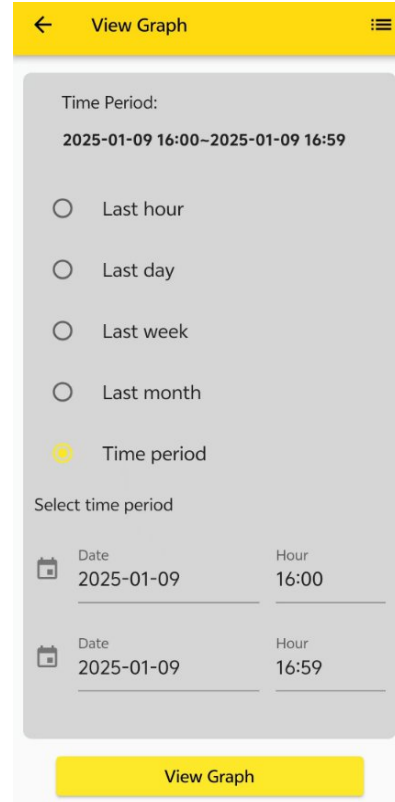 View Graph
Time Period:
2025-01-09 16:00~2025-01-09 16:59
Last hour
Last day
Last week
Last month
Time period
Select time period
Date Hour
2025-01-09 16:00
Date Hour
2025-01-09 16:59
View Graph